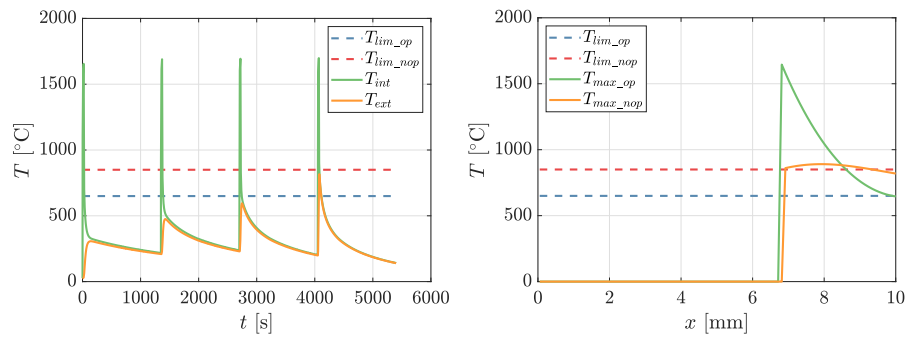 2000
1500
1000
500
0
T [°C]
0 1000 2000 3000 4000 5000 6000
t [s]
T_lim_op
T_lim_nop
T_int
T_ext
2000
1500
1000
500
0
T [°C]
0 2 4 6 8 10
x [mm]
T_lim_op
T_lim_nop
T_max_op
T_max_nop